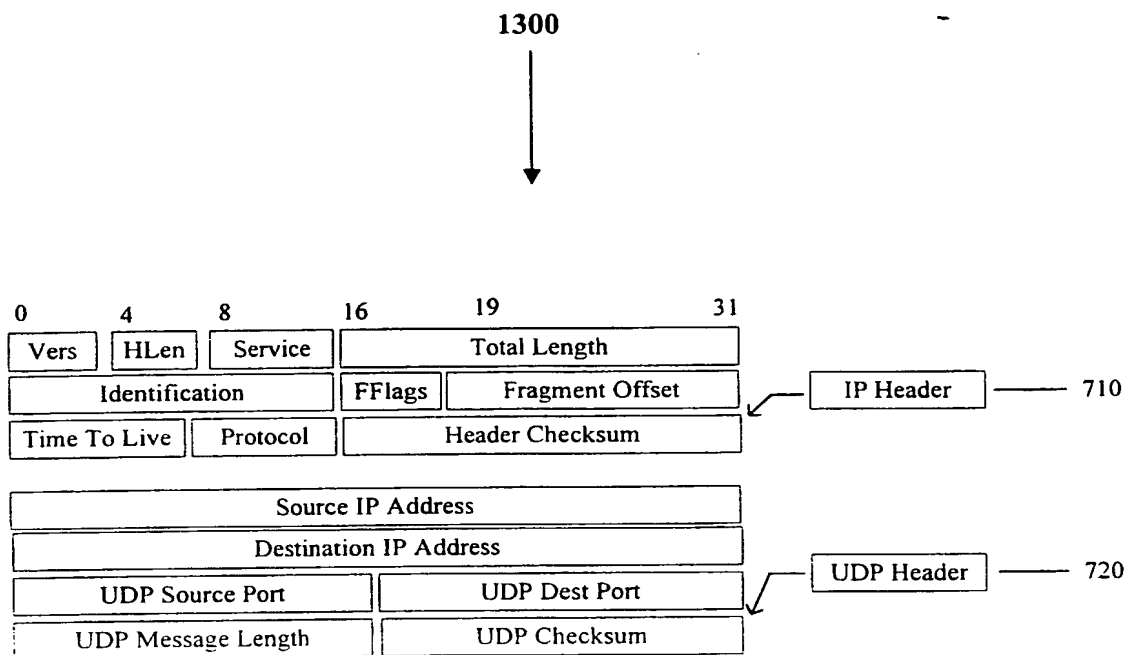 1300
0 4 8 16 19 31
Vers HLen Service Total Length
Identification FFlags Fragment Offset IP Header 710
Time To Live Protocol Header Checksum
Source IP Address
Destination IP Address
UDP Source Port UDP Dest Port UDP Header 720
UDP Message Length UDP Checksum